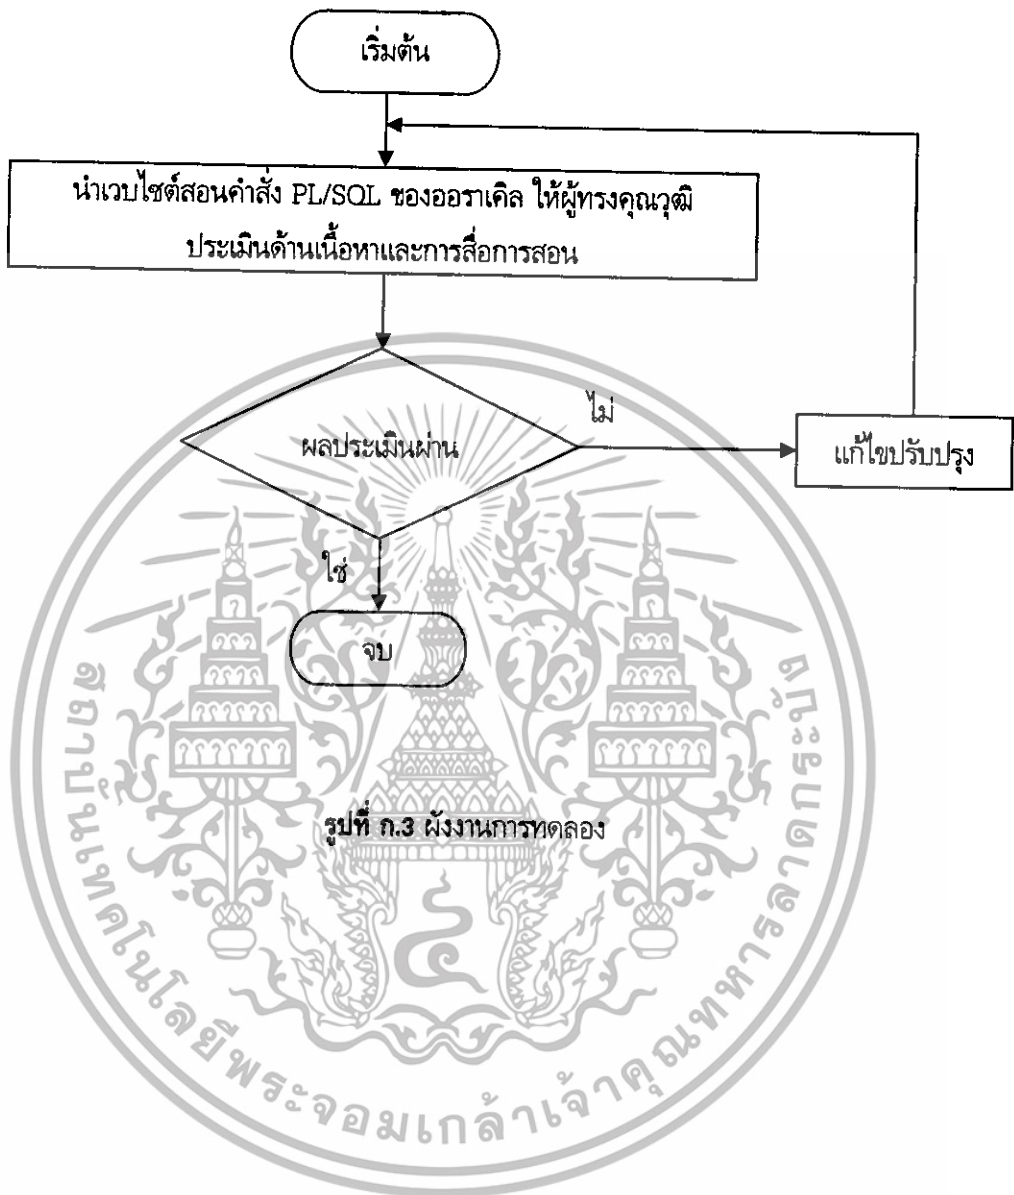 เริ่มต้น
นำเวบไซต์สอนคำสั่ง PL/SQL ของออราเคิล ให้ผู้ทรงคุณวุฒิ
ประเมินด้านเนื้อหาและการสื่อการสอน
ไม่
ผลประเมินผ่าน
แก้ไขปรับปรุง
ใช่
จบ
รูปที่ ก.3 ผังงานการทดลอง
สถาบันเทคโนโลยีพระจอมเกล้าเจ้าคุณทหารลาดกระบัง